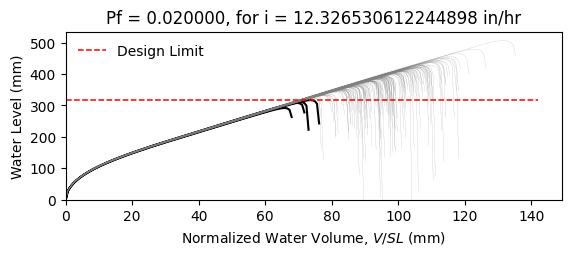 Pf = 0.020000, for i = 12.326530612244898 in/hr
Design Limit
Water Level (mm)
500
400
300
200
100
0
0 20 40 60 80 100 120 140
Normalized Water Volume, V/SL (mm)